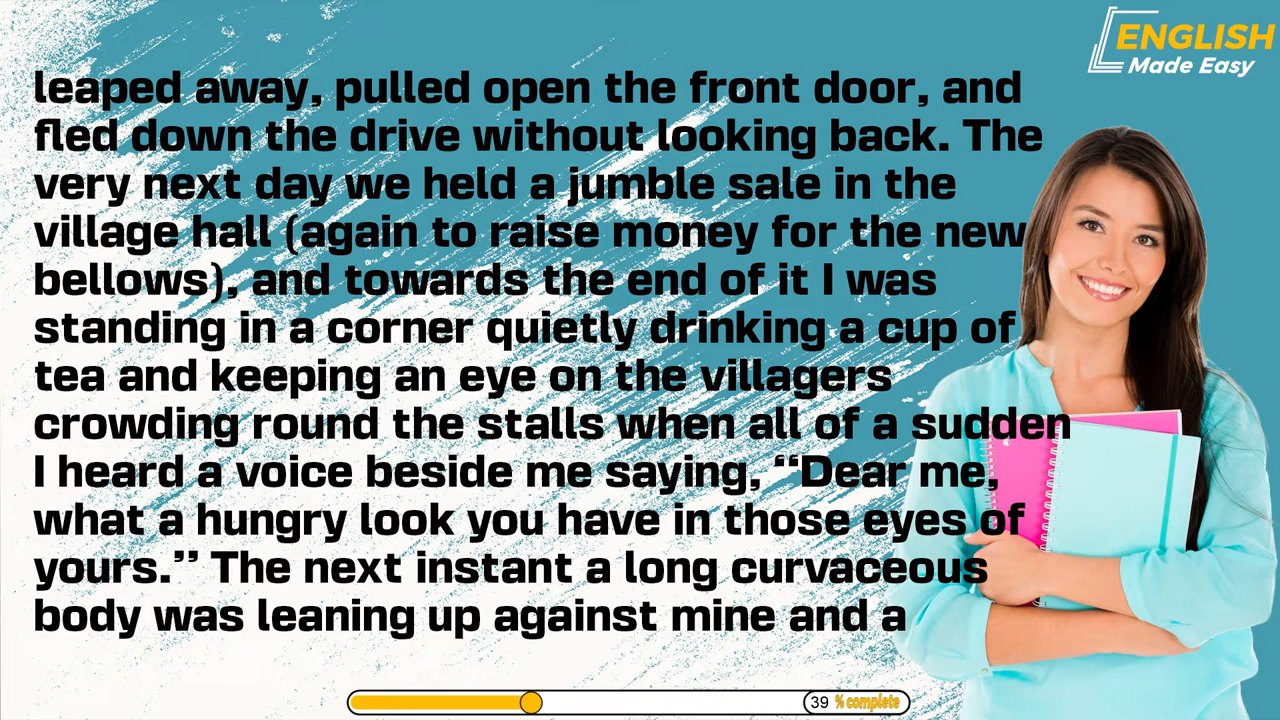 ENGLISH
Made Easy
leaped away, pulled open the front door, and
fled down the drive without looking back. The
very next day we held a jumble sale in the
village hall (again to raise money for the new
bellows), and towards the end of it I was
standing in a corner quietly drinking a cup of
tea and keeping an eye on the villagers
crowding round the stalls when all of a sudden
I heard a voice beside me saying, “Dear me,
what a hungry look you have in those eyes of
yours.” The next instant a long curvaceous
body was leaning up against mine and a
39 % complete